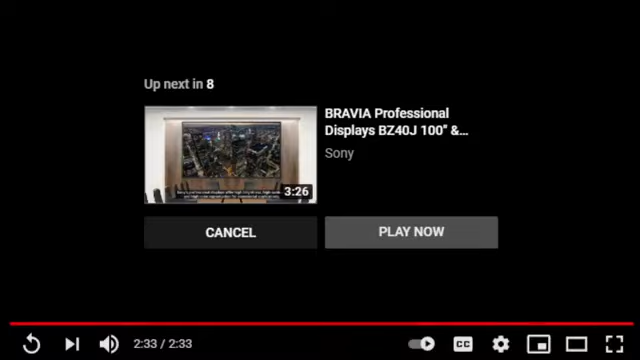 Up next in 8
BRAVIA Professional
Displays BZ40J 100" &...
Sony
3:26
CANCEL
PLAY NOW
2:33 / 2:33
CC